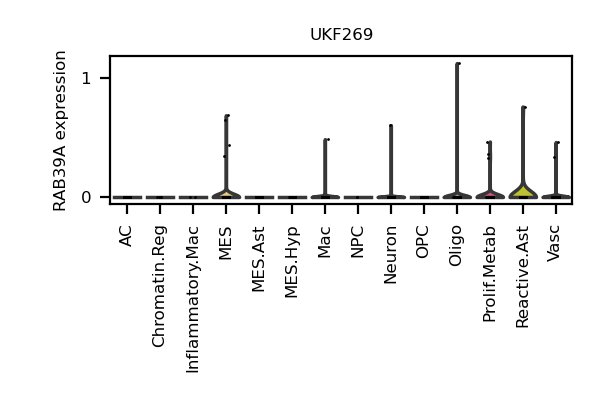 UKF269
RAB39A expression
1
0
AC
Chromatin.Reg
Inflammatory.Mac
MES
MES.Ast
MES.Hyp
Mac
NPC
Neuron
OPC
Oligo
Prolif.Metab
Reactive.Ast
Vasc